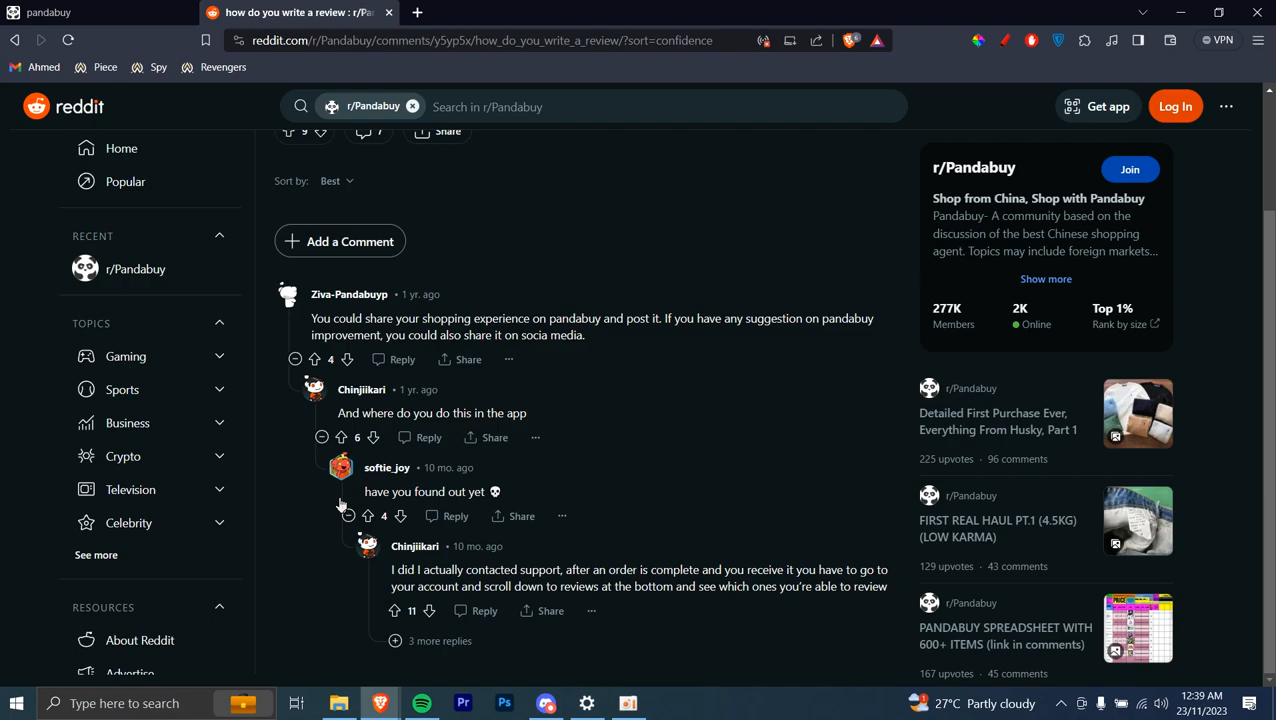 pandabuy
how do you write a review : r/Pan
reddit.com/r/Pandabuy/comments/y5yp5x/how_do_you_write_a_review/?sort=confidence
6
VPN
Ahmed
Piece
Spy
Revengers
reddit
r/Pandabuy
Search in r/Pandabuy
Get app
Log In
Home
Popular
RECENT
r/Pandabuy
TOPICS
Gaming
Sports
Business
Crypto
Television
Celebrity
See more
RESOURCES
About Reddit
Advertise
9
7
Share
Sort by: Best
Add a Comment
Ziva-Pandabuyp • 1 yr. ago
You could share your shopping experience on pandabuy and post it. If you have any suggestion on pandabuy
improvement, you could also share it on socia media.
4 Reply Share
Chinjiikari • 1 yr. ago
And where do you do this in the app
6 Reply Share
softie_joy • 10 mo. ago
have you found out yet 💀
4 Reply Share
Chinjiikari • 10 mo. ago
I did I actually contacted support, after an order is complete and you receive it you have to go to
your account and scroll down to reviews at the bottom and see which ones you're able to review
11 Reply Share
3 more replies
r/Pandabuy
Join
Shop from China, Shop with Pandabuy
Pandabuy- A community based on the
discussion of the best Chinese shopping
agent. Topics may include foreign markets...
Show more
277K 2K Top 1%
Members Online Rank by size
r/Pandabuy
Detailed First Purchase Ever,
Everything From Husky, Part 1
225 upvotes • 96 comments
r/Pandabuy
FIRST REAL HAUL PT.1 (4.5KG)
(LOW KARMA)
129 upvotes • 43 comments
r/Pandabuy
PANDABUY SPREADSHEET WITH
600+ ITEMS (link in comments)
167 upvotes • 45 comments
Type here to search
Pr
Ps
1
27°C Partly cloudy
12:39 AM
23/11/2023